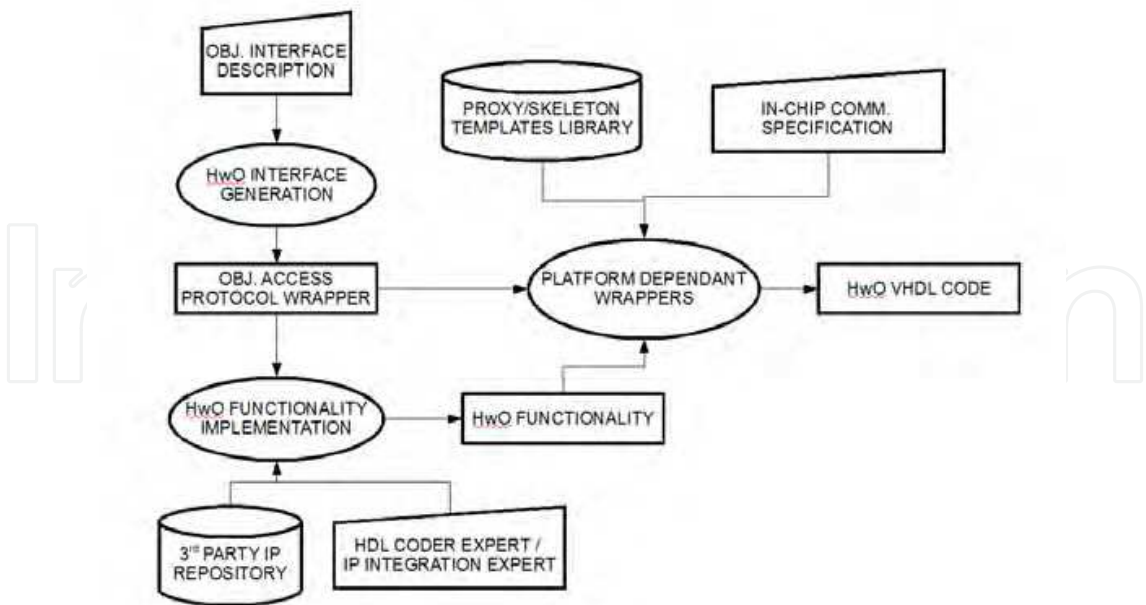 OBJ. INTERFACE
DESCRIPTION
PROXY/SKELETON
TEMPLATES LIBRARY
IN-CHIP COMM.
SPECIFICATION
HwO INTERFACE
GENERATION
OBJ. ACCESS
PROTOCOL WRAPPER
PLATFORM DEPENDANT
WRAPPERS
HwO VHDL CODE
HwO FUNCTIONALITY
IMPLEMENTATION
HwO FUNCTIONALITY
3rd PARTY IP
REPOSITORY
HDL CODER EXPERT /
IP INTEGRATION EXPERT